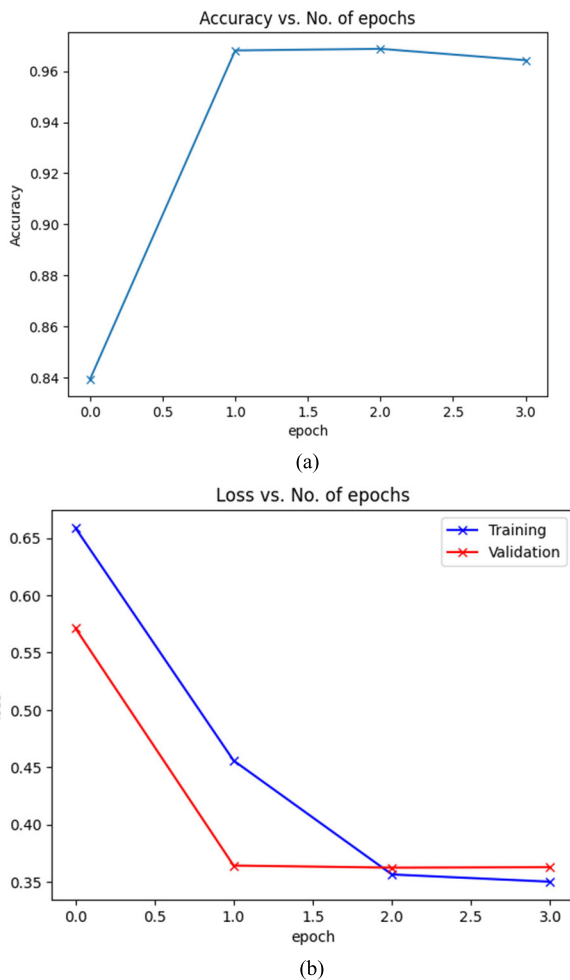 Accuracy vs. No. of epochs
0.96
0.94
0.92
0.90
0.88
0.86
0.84
Accuracy
0.0 0.5 1.0 1.5 2.0 2.5 3.0
epoch
(a)
Loss vs. No. of epochs
Training
Validation
0.65
0.60
0.55
0.50
0.45
0.40
0.35
0.0 0.5 1.0 1.5 2.0 2.5 3.0
epoch
(b)